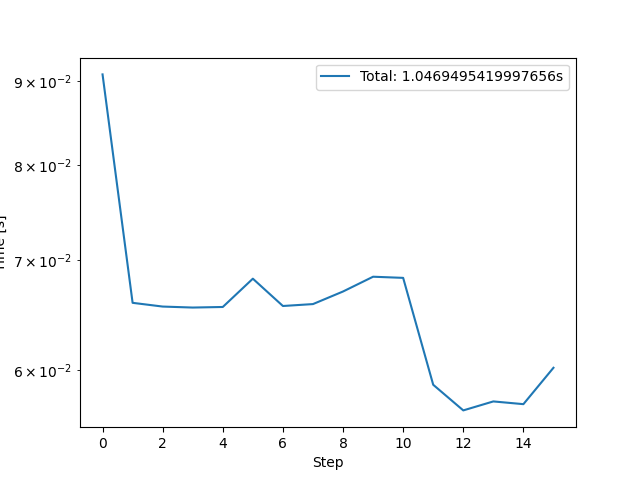 Total: 1.0469495419997656s
9 × 10⁻²
8 × 10⁻²
7 × 10⁻²
6 × 10⁻²
Time [s]
0 2 4 6 8 10 12 14
Step